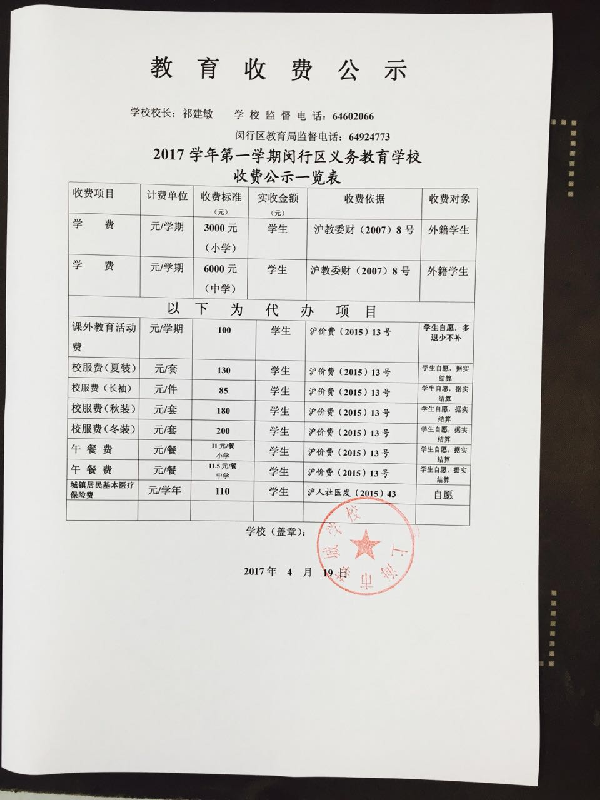 教育收费公示
学校校长：祁建敏 学校监督电话：64602066
闵行区教育局监督电话：64924773
2017 学年第一学期闵行区义务教育学校
收费公示一览表
收费项目 计费单位 收费标准（元） 实收金额（元） 收费依据 收费对象
学 费 元/学期 3000 元（小学） 学生 沪教委财（2007）8 号 外籍学生
学 费 元/学期 6000 元（中学） 学生 沪教委财（2007）8 号 外籍学生
以下为代办项目
课外教育活动费 元/学期 100 学生 沪价费（2015）13 号 学生自愿，多退少不补
校服费（夏装） 元/套 130 学生 沪价费（2015）13 号 学生自愿，据实结算
校服费（长袖） 元/件 85 学生 沪价费（2015）13 号 学生自愿，据实结算
校服费（秋装） 元/套 180 学生 沪价费（2015）13 号 学生自愿，据实结算
校服费（冬装） 元/套 200 学生 沪价费（2015）13 号 学生自愿，据实结算
午 餐 费 元/餐 11 元/餐 小学 学生 沪价费（2015）13 号 学生自愿，据实结算
午 餐 费 元/餐 11.5 元/餐 中学 学生 沪价费（2015）13 号 学生自愿，据实结算
城镇居民基本医疗保险费 元/学年 110 学生 沪人社医发（2015）43 自愿
学校（盖章）：
2017 年 4 月 19 日
上海市 学校